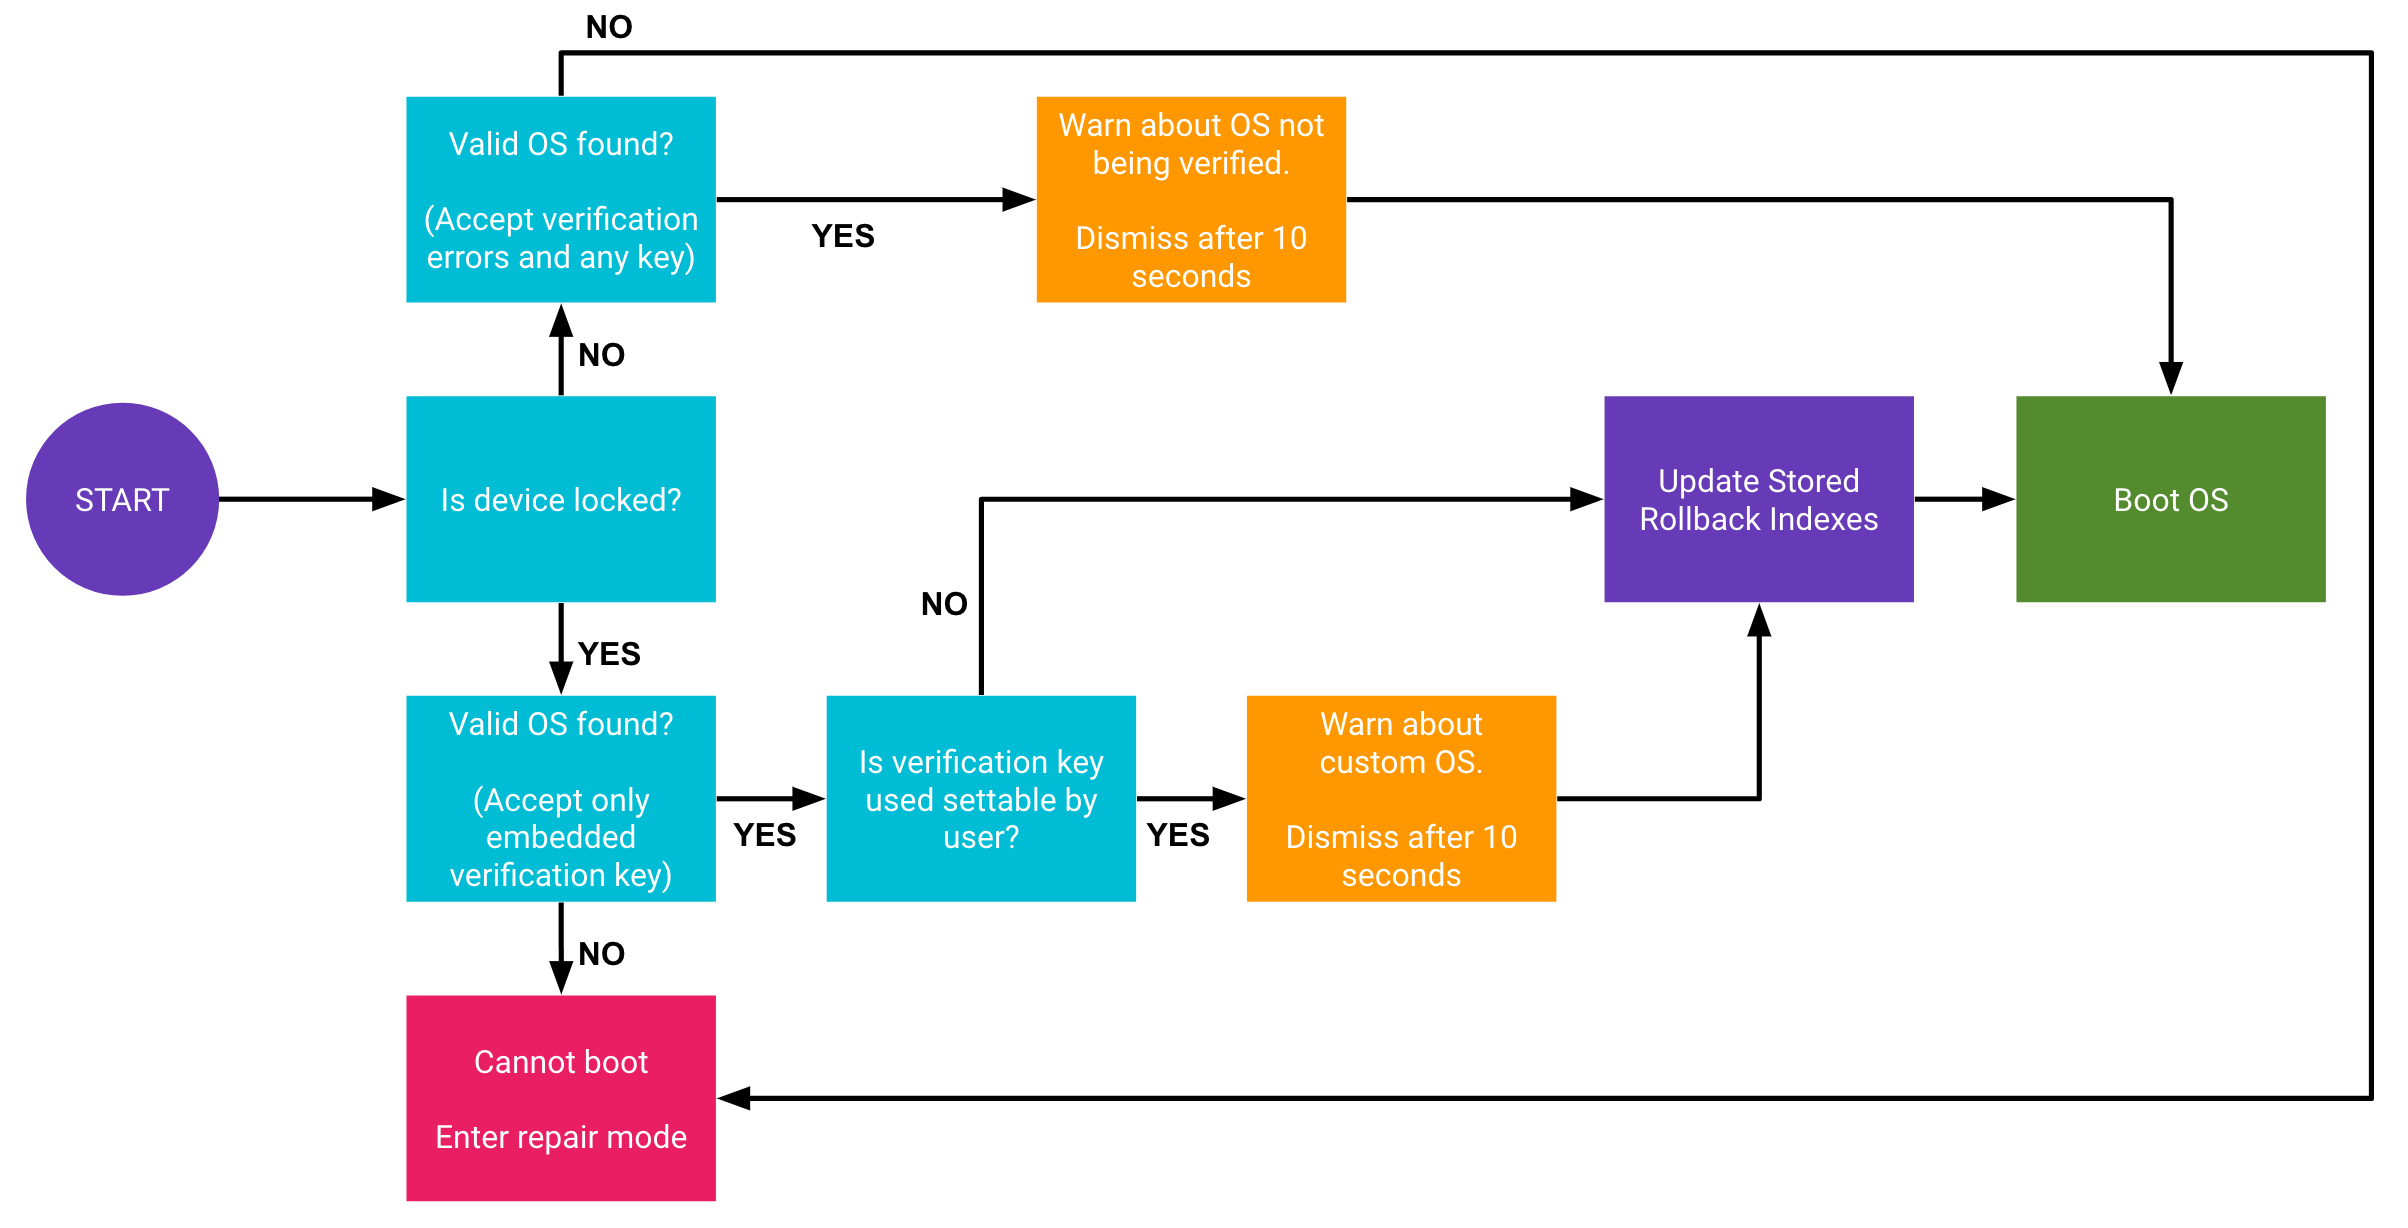 NO
Valid OS found?
(Accept verification
errors and any key)
YES
Warn about OS not
being verified.
Dismiss after 10
seconds
NO
START
Is device locked?
Update Stored
Rollback Indexes
Boot OS
NO
YES
Valid OS found?
(Accept only
embedded
verification key)
YES
Is verification key
used settable by
user?
YES
Warn about
custom OS.
Dismiss after 10
seconds
NO
Cannot boot
Enter repair mode